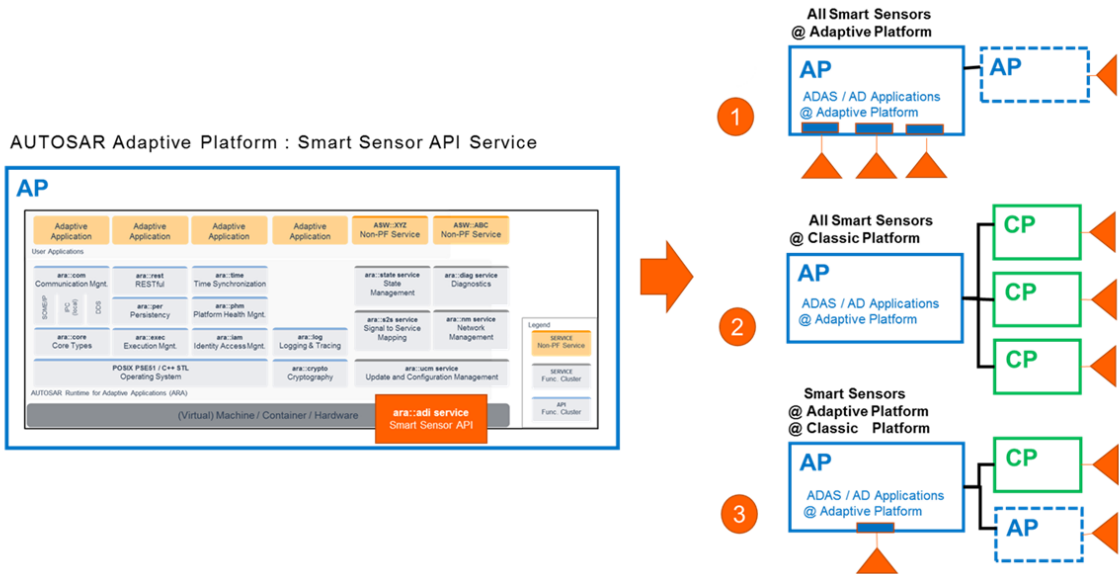 AUTOSAR Adaptive Platform : Smart Sensor API Service
AP
Adaptive
Application
Adaptive
Application
Adaptive
Application
Adaptive
Application
ASW::XYZ
Non-PF Service
ASW::ABC
Non-PF Service
User Applications
ara::com
Communication Mgnt.
SOME/IP
IPC
(local)
DDS
ara::rest
RESTful
ara::time
Time Synchronization
ara::per
Persistency
ara::phm
Platform Health Mgnt.
ara::core
Core Types
ara::exec
Execution Mgnt.
ara::iam
Identity Access Mgnt.
ara::log
Logging & Tracing
ara::state service
State
Management
ara::diag service
Diagnostics
ara::s2s service
Signal to Service
Mapping
ara::nm service
Network
Management
POSIX PSE51 / C++ STL
Operating System
ara::crypto
Cryptography
ara::ucm service
Update and Configuration Management
AUTOSAR Runtime for Adaptive Applications (ARA)
(Virtual) Machine / Container / Hardware
ara::adi service
Smart Sensor API
Legend
SERVICE
Non-PF Service
SERVICE
Func. Cluster
API
Func. Cluster
All Smart Sensors
@ Adaptive Platform
1
AP
ADAS / AD Applications
@ Adaptive Platform
AP
All Smart Sensors
@ Classic Platform
2
AP
ADAS / AD Applications
@ Adaptive Platform
CP
CP
CP
Smart Sensors
@ Adaptive Platform
@ Classic Platform
3
AP
ADAS / AD Applications
@ Adaptive Platform
CP
AP